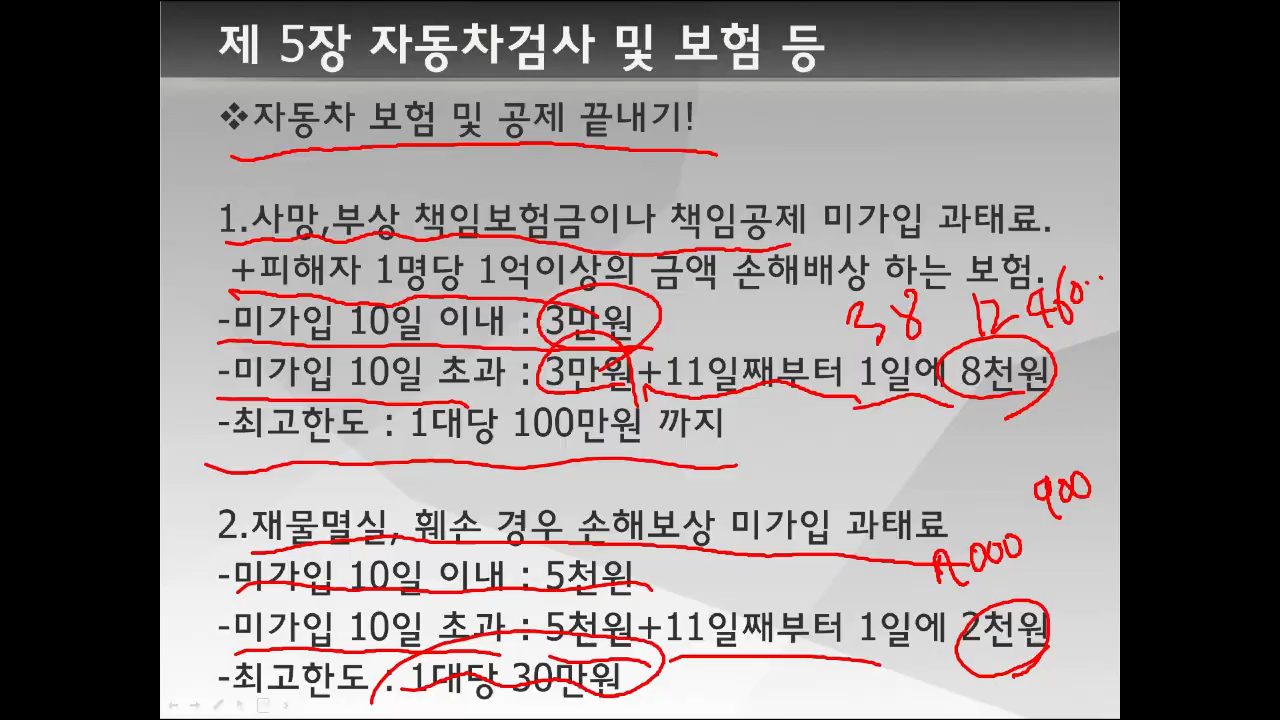 제 5장 자동차검사 및 보험 등
❖자동차 보험 및 공제 끝내기!
1.사망,부상 책임보험금이나 책임공제 미가입 과태료.
+피해자 1명당 1억이상의 금액 손해배상 하는 보험.
-미가입 10일 이내 : 3만원
38 12
-미가입 10일 초과 : 3만원+11일째부터 1일에 8천원
-최고한도 : 1대당 100만원 까지
900
2.재물멸실, 훼손 경우 손해보상 미가입 과태료
-미가입 10일 이내 : 5천원
-미가입 10일 초과 : 5천원+11일째부터 1일에 2천원
-최고한도 : 1대당 30만원